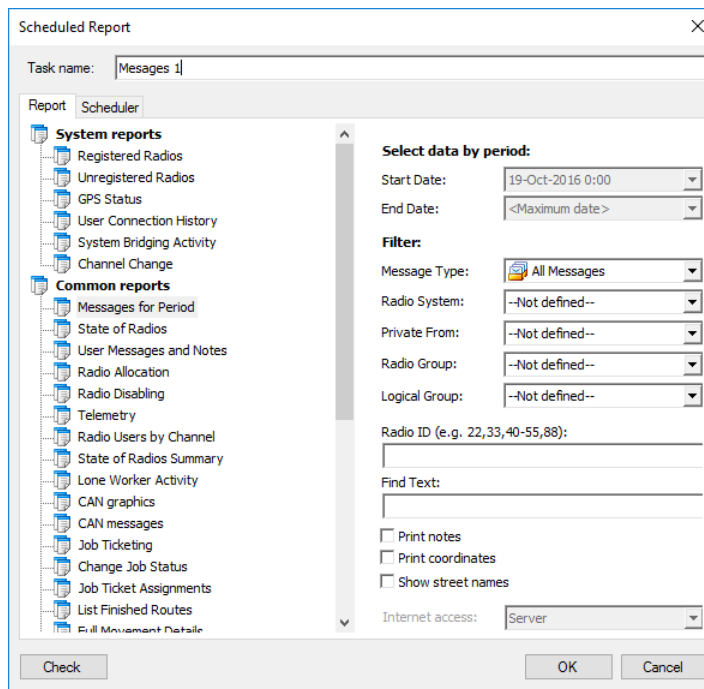 Scheduled Report
Task name: Mesages 1
Report Scheduler
System reports
Registered Radios
Unregistered Radios
GPS Status
User Connection History
System Bridging Activity
Channel Change
Common reports
Messages for Period
State of Radios
User Messages and Notes
Radio Allocation
Radio Disabling
Telemetry
Radio Users by Channel
State of Radios Summary
Lone Worker Activity
CAN graphics
CAN messages
Job Ticketing
Change Job Status
Job Ticket Assignments
List Finished Routes
Full Movement Details
Select data by period:
Start Date: 19-Oct-2016 0:00
End Date: <Maximum date>
Filter:
Message Type: All Messages
Radio System: --Not defined--
Private From: --Not defined--
Radio Group: --Not defined--
Logical Group: --Not defined--
Radio ID (e.g. 22,33,40-55,88):
Find Text:
Print notes
Print coordinates
Show street names
Internet access: Server
Check OK Cancel